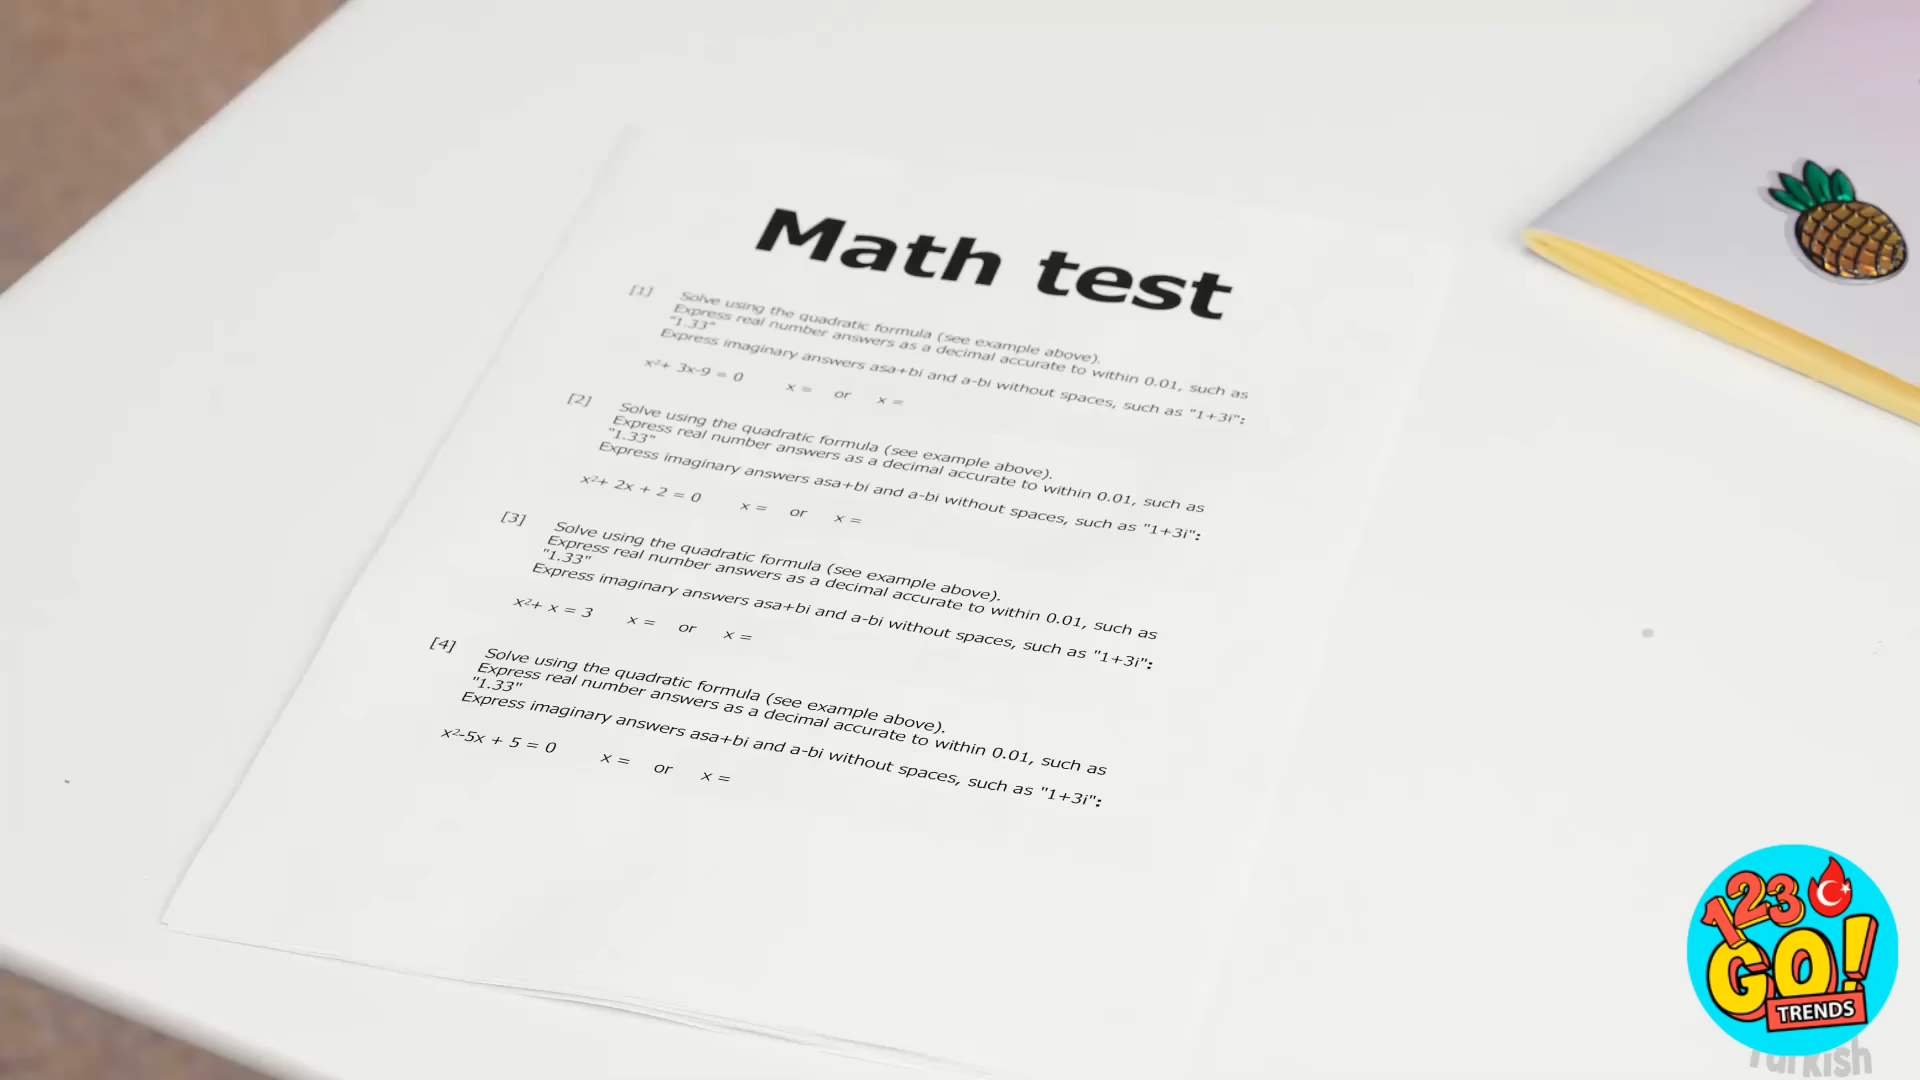 Math test
[1] Solve using the quadratic formula (see example above).
Express real number answers as a decimal accurate to within 0.01, such as
"1.33"
Express imaginary answers asa+bi and a-bi without spaces, such as "1+3i":
x²+ 3x-9 = 0 x = or x =
[2] Solve using the quadratic formula (see example above).
Express real number answers as a decimal accurate to within 0.01, such as
"1.33"
Express imaginary answers asa+bi and a-bi without spaces, such as "1+3i":
x²+ 2x + 2 = 0 x = or x =
[3] Solve using the quadratic formula (see example above).
Express real number answers as a decimal accurate to within 0.01, such as
"1.33"
Express imaginary answers asa+bi and a-bi without spaces, such as "1+3i":
x²+ x = 3 x = or x =
[4] Solve using the quadratic formula (see example above).
Express real number answers as a decimal accurate to within 0.01, such as
"1.33"
Express imaginary answers asa+bi and a-bi without spaces, such as "1+3i":
x²-5x + 5 = 0 x = or x =
123
GO!
TRENDS
Turkish